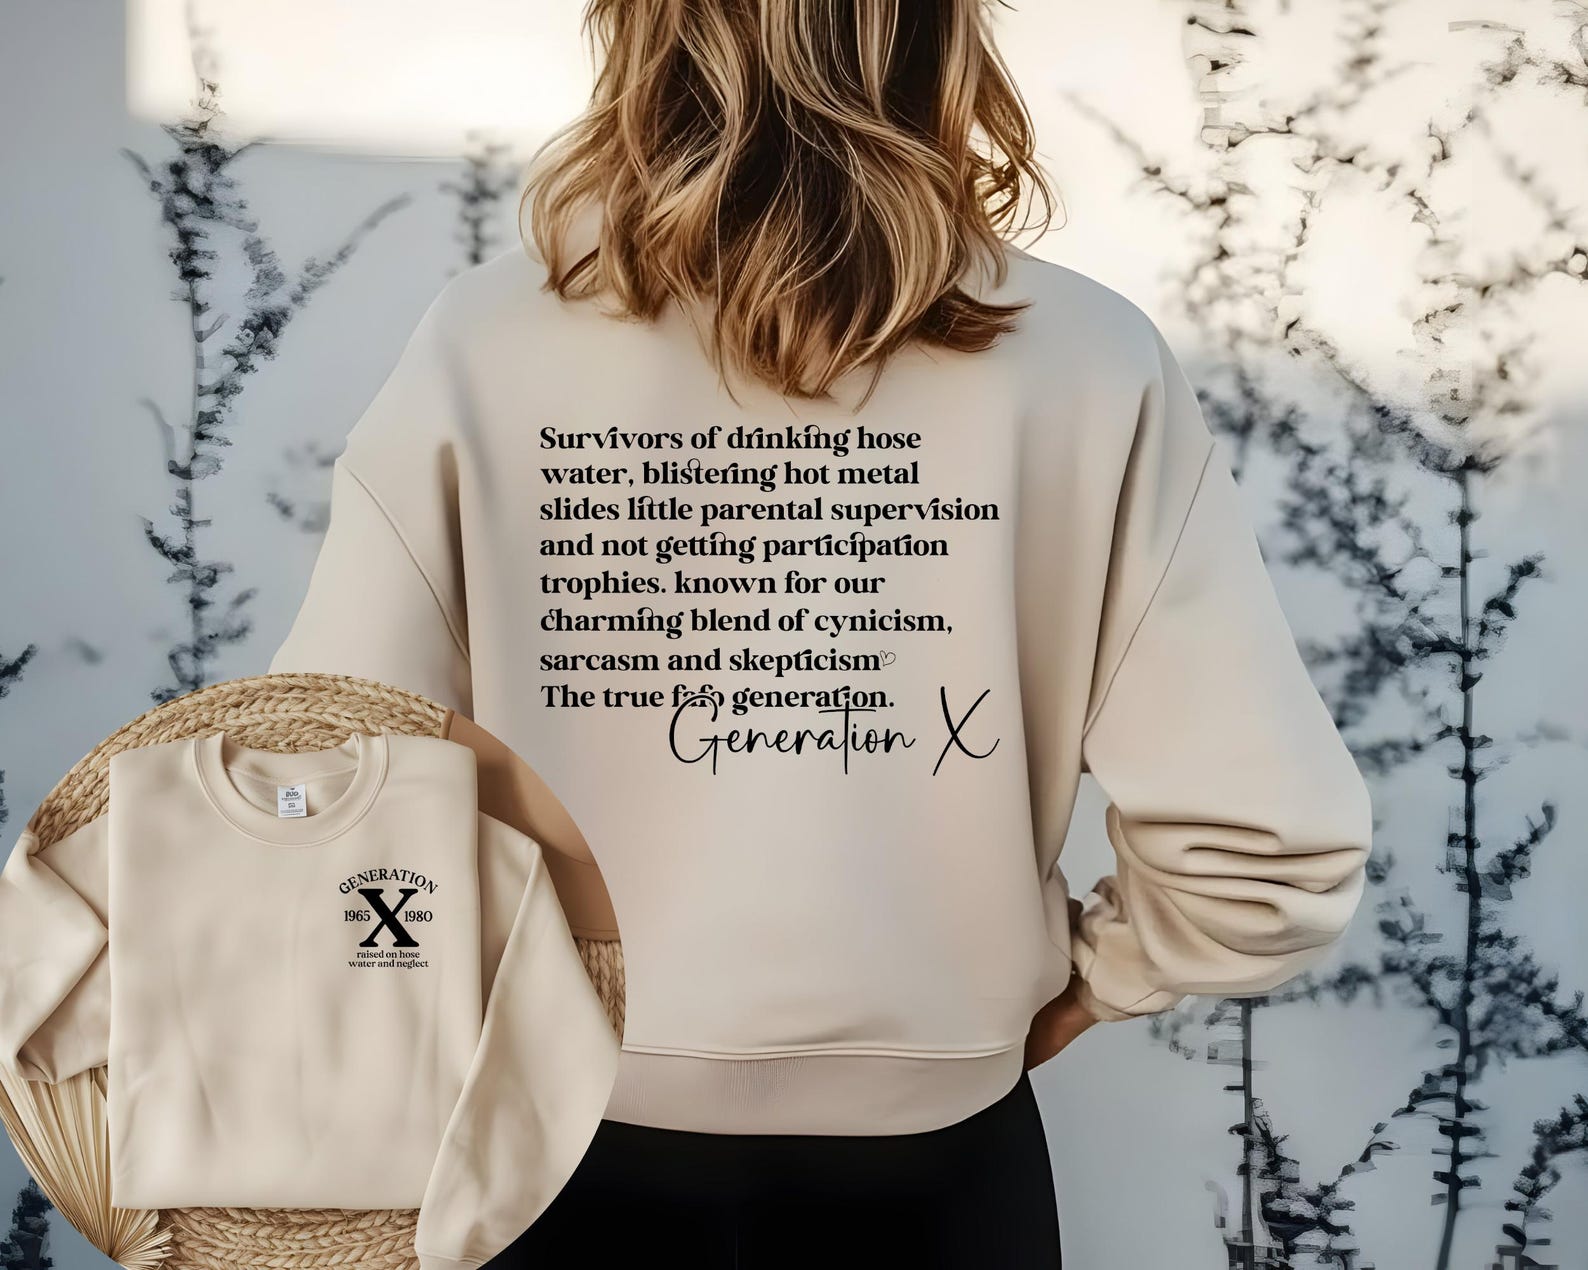 Survivors of drinking hose
water, blistering hot metal
slides little parental supervision
and not getting participation
trophies. known for our
charming blend of cynicism,
sarcasm and skepticism♡
The true fafo generation.
Generation X
GENERATION
1965 X 1980
raised on hose
water and neglect